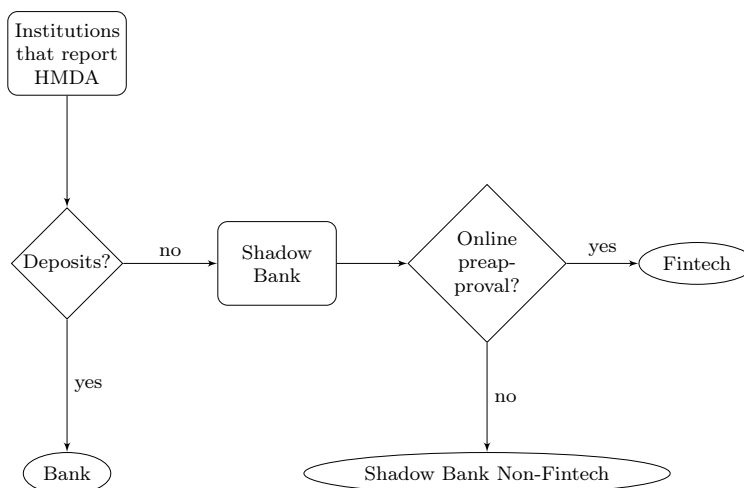 Institutions
that report
HMDA
Deposits?
no
Shadow
Bank
Online
preap-
proval?
yes
Fintech
yes
no
Bank
Shadow Bank Non-Fintech